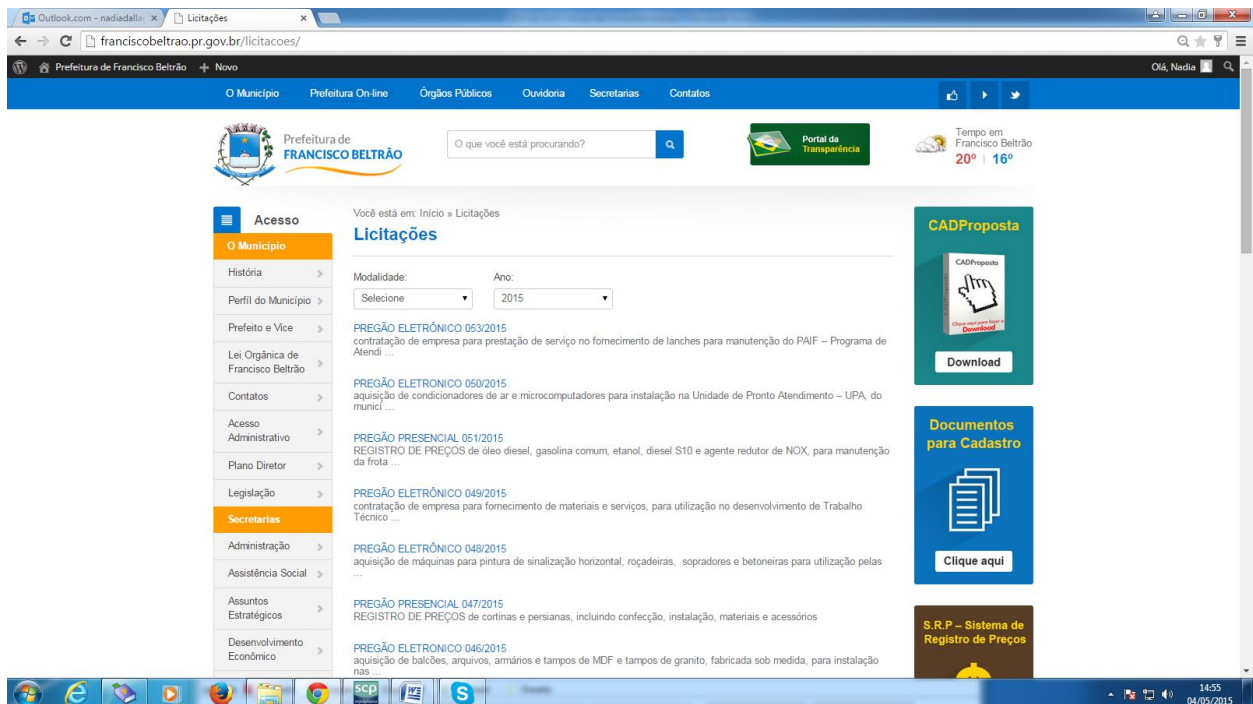 Outlook.com - nadiadalla
Licitações
franciscobeltrao.pr.gov.br/licitacoes/
Prefeitura de Francisco Beltrão + Novo
Olá, Nadia
O Município Prefeitura On-line Órgãos Públicos Ouvidoria Secretarias Contatos
Prefeitura de
FRANCISCO BELTRÃO
O que você está procurando?
Portal da
Transparência
Tempo em
Francisco Beltrão
20º | 16º
Acesso
O Município
História
Perfil do Município
Prefeito e Vice
Lei Orgânica de
Francisco Beltrão
Contatos
Acesso
Administrativo
Plano Diretor
Legislação
Secretarias
Administração
Assistência Social
Assuntos
Estratégicos
Desenvolvimento
Econômico
Você está em: Início » Licitações
Licitações
Modalidade: Ano:
Selecione 2015
PREGÃO ELETRÔNICO 053/2015
contratação de empresa para prestação de serviço no fornecimento de lanches para manutenção do PAIF – Programa de
Atendi ...
PREGÃO ELETRONICO 050/2015
aquisição de condicionadores de ar e microcomputadores para instalação na Unidade de Pronto Atendimento – UPA, do
municí ...
PREGÃO PRESENCIAL 051/2015
REGISTRO DE PREÇOS de óleo diesel, gasolina comum, etanol, diesel S10 e agente redutor de NOX, para manutenção
da frota ...
PREGÃO ELETRÔNICO 049/2015
contratação de empresa para fornecimento de materiais e serviços, para utilização no desenvolvimento de Trabalho
Técnico ...
PREGÃO ELETRÔNICO 048/2015
aquisição de máquinas para pintura de sinalização horizontal, roçadeiras, sopradores e betoneiras para utilização pelas
...
PREGÃO PRESENCIAL 047/2015
REGISTRO DE PREÇOS de cortinas e persianas, incluindo confecção, instalação, materiais e acessórios
PREGÃO ELETRONICO 046/2015
aquisição de balcões, arquivos, armários e tampos de MDF e tampos de granito, fabricada sob medida, para instalação
nas ...
CADProposta
CADProposta
Clique aqui para fazer o
Download
Download
Documentos
para Cadastro
Clique aqui
S.R.P – Sistema de
Registro de Preços
scp
14:55
04/05/2015